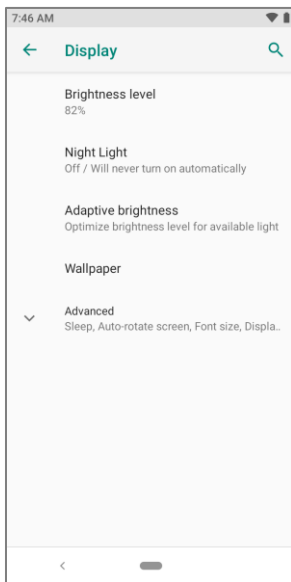 7:46 AM
Display
Brightness level
82%
Night Light
Off / Will never turn on automatically
Adaptive brightness
Optimize brightness level for available light
Wallpaper
Advanced
Sleep, Auto-rotate screen, Font size, Displa..